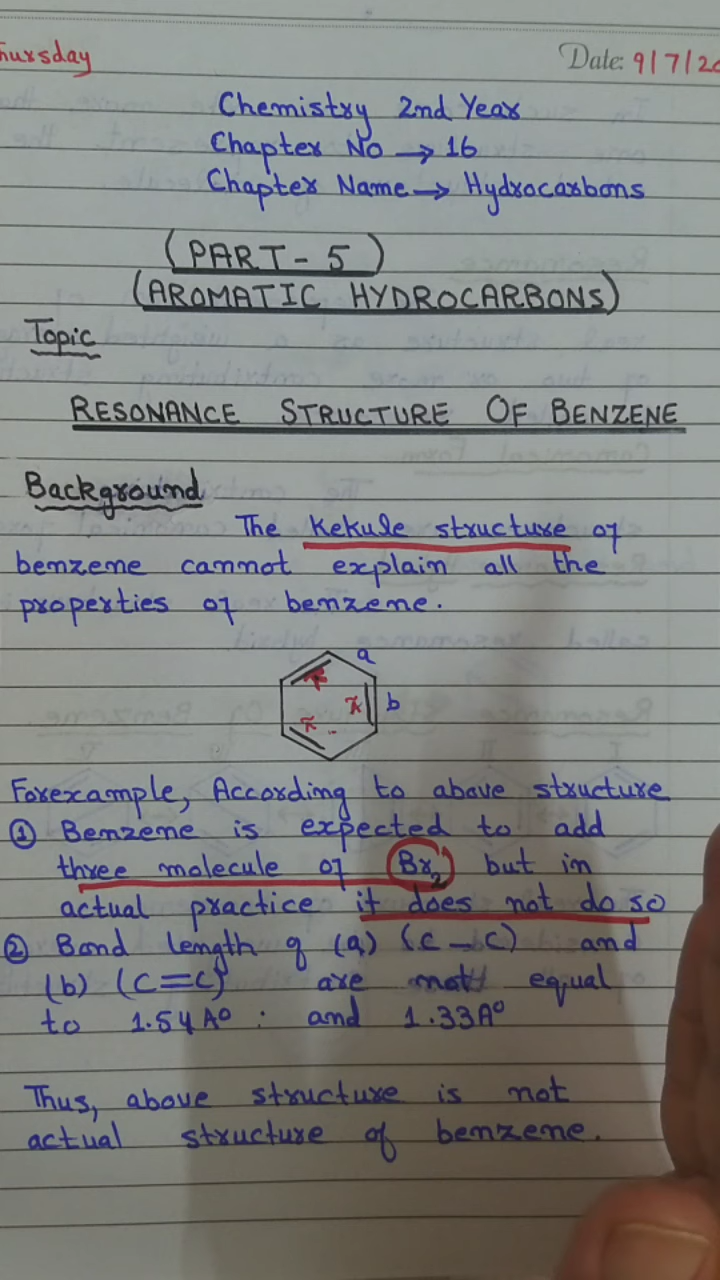 Thursday
Date: 9/7/20
Chemistry 2nd Year
Chapter No → 16
Chapter Name → Hydrocarbons
(PART-5)
(AROMATIC HYDROCARBONS)
Topic
RESONANCE STRUCTURE OF BENZENE
Background
The Kekule structure of
benzene cannot explain all the
properties of benzene.
a
π
π b
π
Forexample, According to above structure
① Benzene is expected to add
three molecule of Br₂ but in
actual practice it does not do so
② Bond length of (a) (C–C) and
(b) (C=C) are not equal
to 1.54A° : and 1.33A°
Thus, above structure is not
actual structure of benzene.